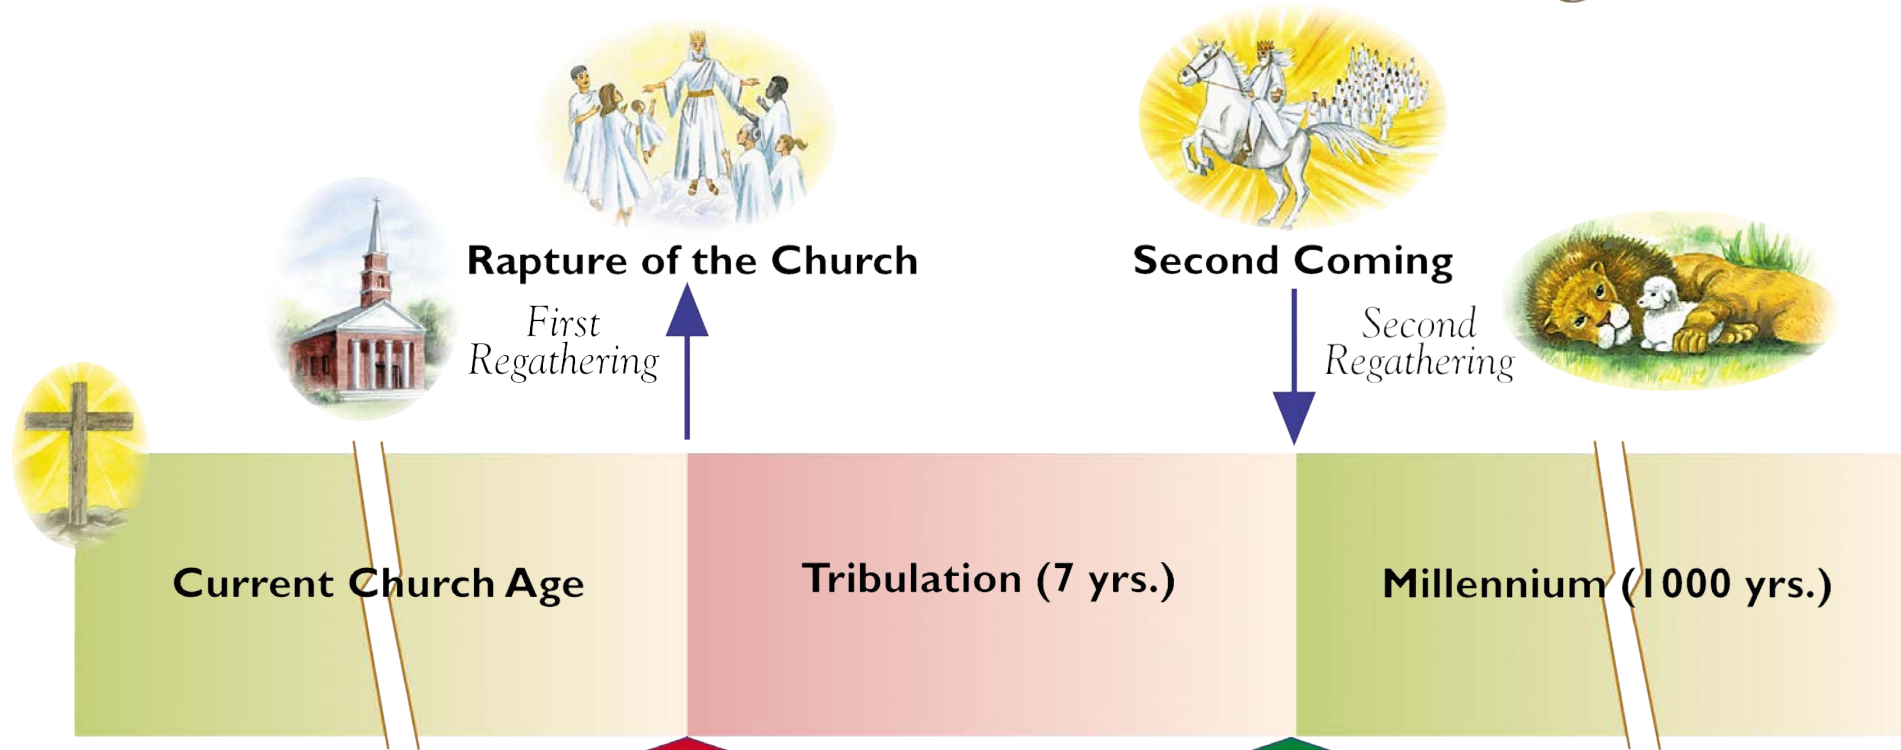 Rapture of the Church
First
Regathering
Second Coming
Second
Regathering
Current Church Age
Tribulation (7 yrs.)
Millennium (1000 yrs.)